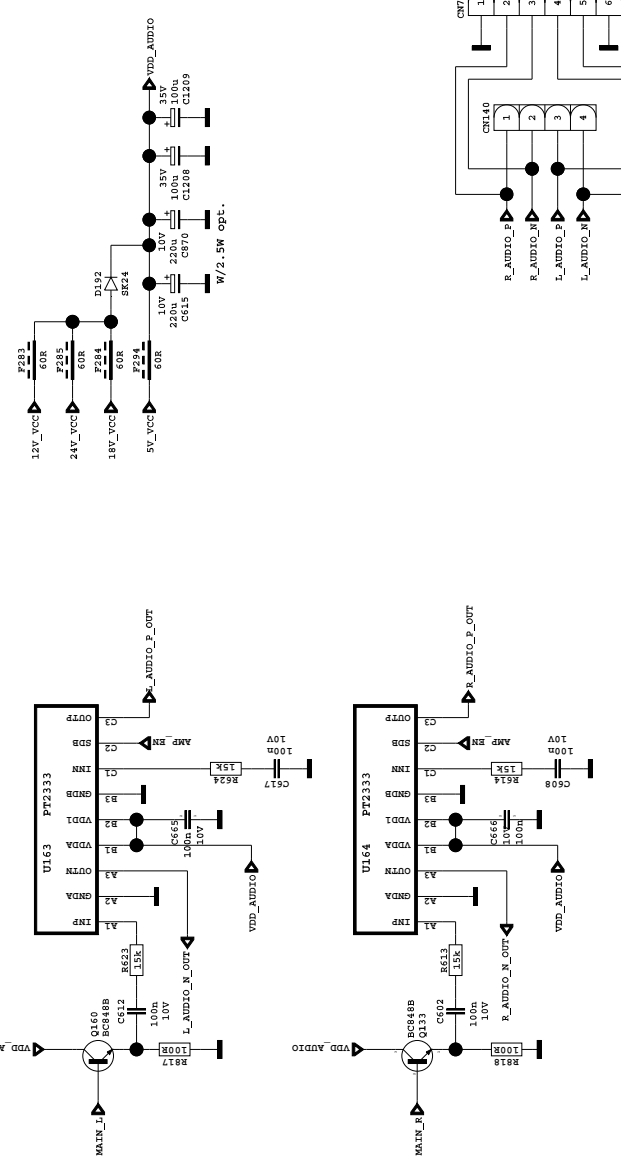 VDD_AUDIO
35V
100u
C1209
35V
100u
C1208
10V
220u
C870
10V
220u
C615
W/2.5W opt.
D192
SK24
F283
60R
F285
60R
F284
60R
F294
60R
12V_VCC
24V_VCC
18V_VCC
5V_VCC
CN7
1
2
3
4
5
6
CN140
1
2
3
4
R_AUDIO_P
R_AUDIO_N
L_AUDIO_P
L_AUDIO_N
L_AUDIO_P_OUT
U163
PT2333
OUTP
C3
SDB
C2
AMP_EN
INN
C1
GNDB
B3
VDD1
B2
VDDA
B1
OUTN
A3
GNDA
A2
INP
A1
15k
R624
100n
10V
C617
C665
100n
10V
VDD_AUDIO
L_AUDIO_N_OUT
R623
15k
C612
100n
10V
Q160
BC848B
100R
R817
VDD_A
MAIN_L
R_AUDIO_P_OUT
U164
PT2333
OUTP
C3
SDB
C2
AMP_EN
INN
C1
GNDB
B3
VDD1
B2
VDDA
B1
OUTN
A3
GNDA
A2
INP
A1
15k
R614
100n
10V
C608
C666
10V
100n
VDD_AUDIO
R_AUDIO_N_OUT
R613
15k
C602
100n
10V
BC848B
Q133
100R
R818
VDD_AUDIO
MAIN_R